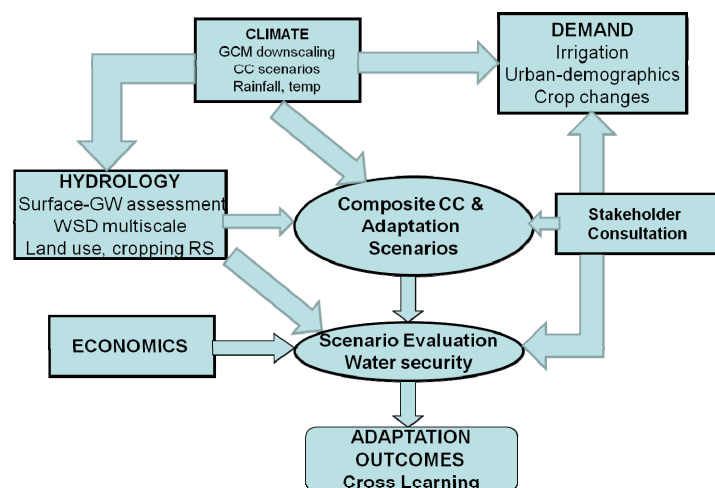 CLIMATE
GCM downscaling
CC scenarios
Rainfall, temp
DEMAND
Irrigation
Urban-demographics
Crop changes
HYDROLOGY
Surface-GW assessment
WSD multiscale
Land use, cropping RS
Composite CC &
Adaptation
Scenarios
Stakeholder
Consultation
ECONOMICS
Scenario Evaluation
Water security
ADAPTATION
OUTCOMES
Cross Learning